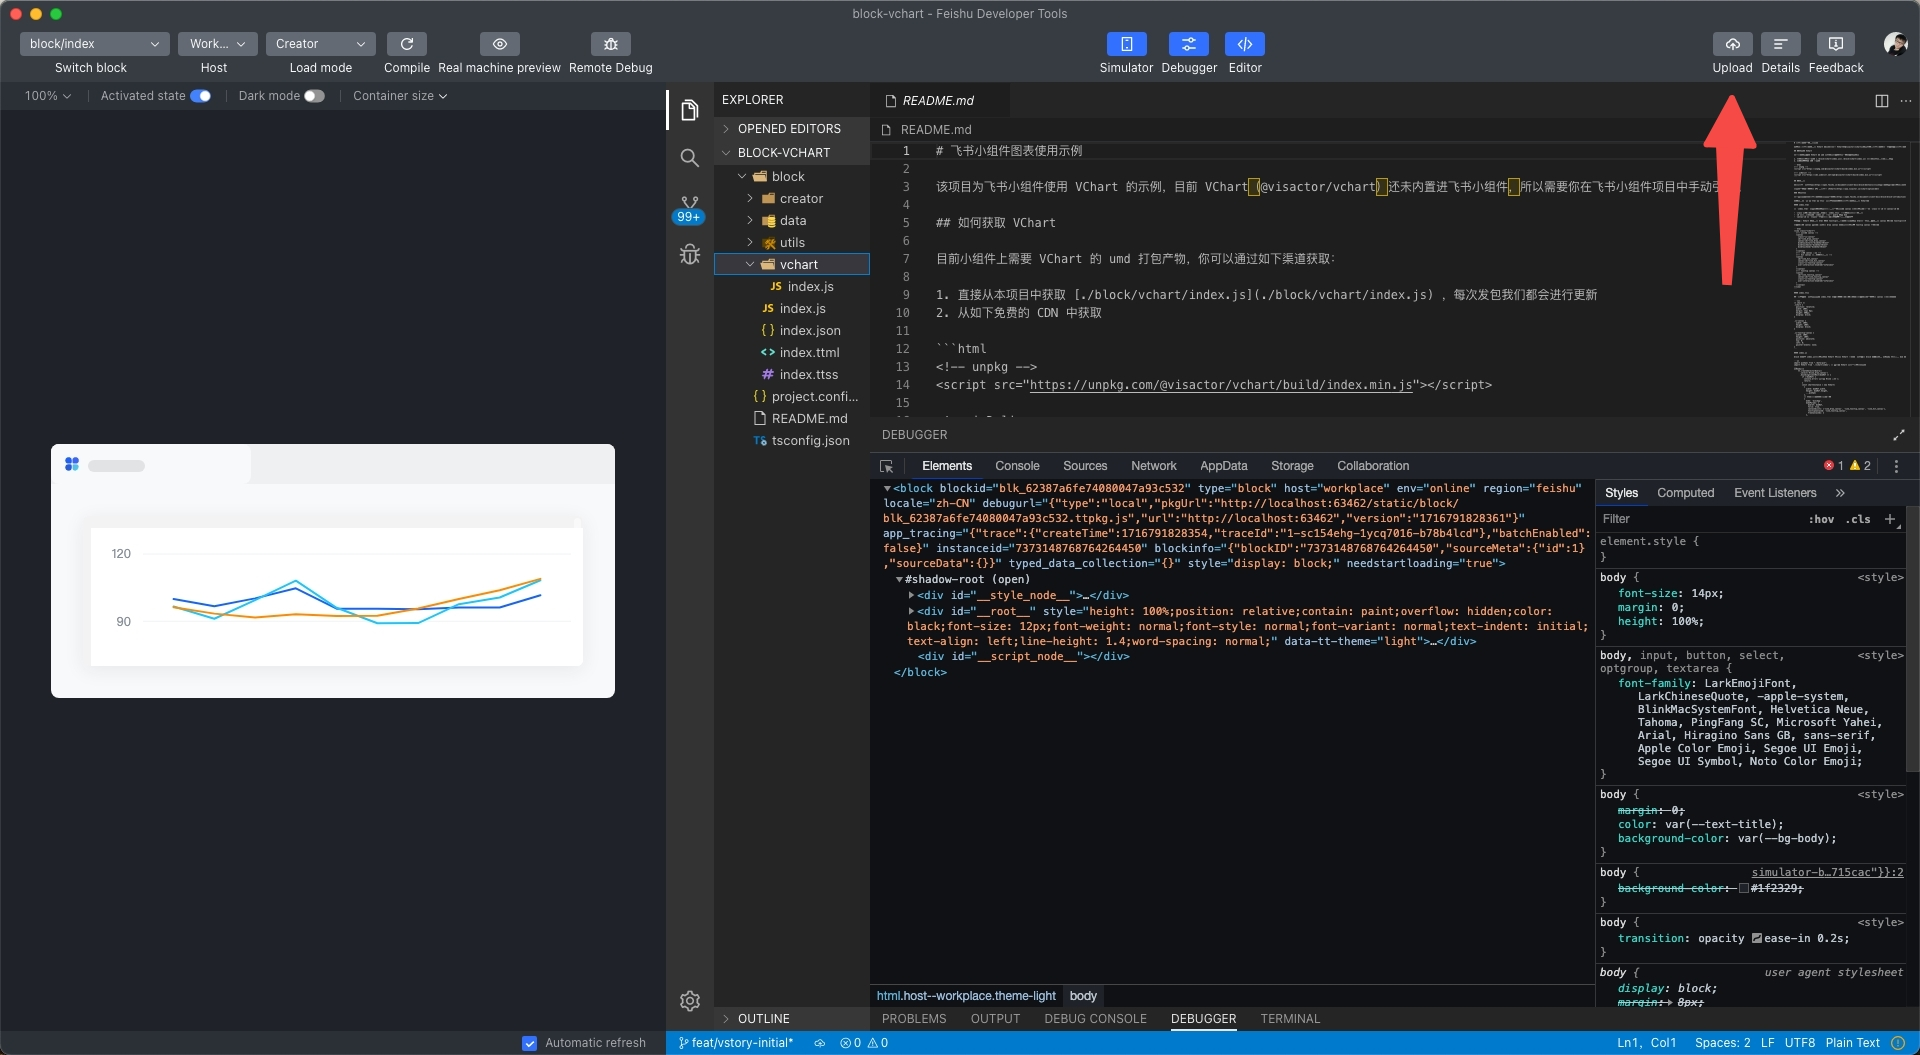 block-vchart - Feishu Developer Tools
block/index
Work...
Creator
Switch block
Host
Load mode
Compile
Real machine preview
Remote Debug
Simulator
Debugger
Editor
Upload
Details
Feedback
100%
Activated state
Dark mode
Container size
120
90
Automatic refresh
99+
EXPLORER
OPENED EDITORS
BLOCK-VCHART
block
creator
data
utils
vchart
JS index.js
JS index.js
{ } index.json
<> index.ttml
# index.ttss
{ } project.confi...
README.md
TS tsconfig.json
OUTLINE
README.md
README.md
1 # 飞书小组件图表使用示例
2
3 该项目为飞书小组件使用 VChart 的示例，目前 VChart（@visactor/vchart）还未内置进飞书小组件，所以需要你在飞书小组件项目中手动
4
5 ## 如何获取 VChart
6
7 目前小组件上需要 VChart 的 umd 打包产物，你可以通过如下渠道获取：
8
9 1. 直接从本项目中获取 [./block/vchart/index.js](./block/vchart/index.js) ，每次发包我们都会进行更新
10 2. 从如下免费的 CDN 中获取
11
12 ```html
13 <!-- unpkg -->
14 <script src="https://unpkg.com/@visactor/vchart/build/index.min.js"></script>
15
DEBUGGER
Elements Console Sources Network AppData Storage Collaboration
1 2
<block blockid="blk_62387a6fe74080047a93c532" type="block" host="workplace" env="online" region="feishu"
locale="zh-CN" debugurl="{"type":"local","pkgUrl":"http://localhost:63462/static/block/
blk_62387a6fe74080047a93c532.ttpkg.js","url":"http://localhost:63462","version":"1716791828361"}"
app_tracing="{"trace":{"createTime":1716791828354,"traceId":"1-sc154ehg-1ycq7016-b78b4lcd"},"batchEnabled":
false}" instanceid="7373148768764264450" blockinfo="{"blockID":"7373148768764264450","sourceMeta":{"id":1}
,"sourceData":{}}" typed_data_collection="{}" style="display: block;" needstartloading="true">
#shadow-root (open)
<div id="__style_node__">…</div>
<div id="__root__" style="height: 100%;position: relative;contain: paint;overflow: hidden;color:
black;font-size: 12px;font-weight: normal;font-style: normal;font-variant: normal;text-indent: initial;
text-align: left;line-height: 1.4;word-spacing: normal;" data-tt-theme="light">…</div>
<div id="__script_node__"></div>
</block>
html.host--workplace.theme-light body
Styles Computed Event Listeners »
Filter :hov .cls +
element.style {
}
body { <style>
font-size: 14px;
margin: 0;
height: 100%;
}
body, input, button, select, <style>
optgroup, textarea {
font-family: LarkEmojiFont,
LarkChineseQuote, -apple-system,
BlinkMacSystemFont, Helvetica Neue,
Tahoma, PingFang SC, Microsoft Yahei,
Arial, Hiragino Sans GB, sans-serif,
Apple Color Emoji, Segoe UI Emoji,
Segoe UI Symbol, Noto Color Emoji;
}
body { <style>
margin: 0;
color: var(--text-title);
background-color: var(--bg-body);
}
body { simulator-b…715cac"}}:2
background-color: #1f2329;
}
body { <style>
transition: opacity ease-in 0.2s;
}
body { user agent stylesheet
display: block;
margin: 8px;
PROBLEMS OUTPUT DEBUG CONSOLE DEBUGGER TERMINAL
feat/vstory-initial* 0 0
Ln1, Col1 Spaces: 2 LF UTF8 Plain Text